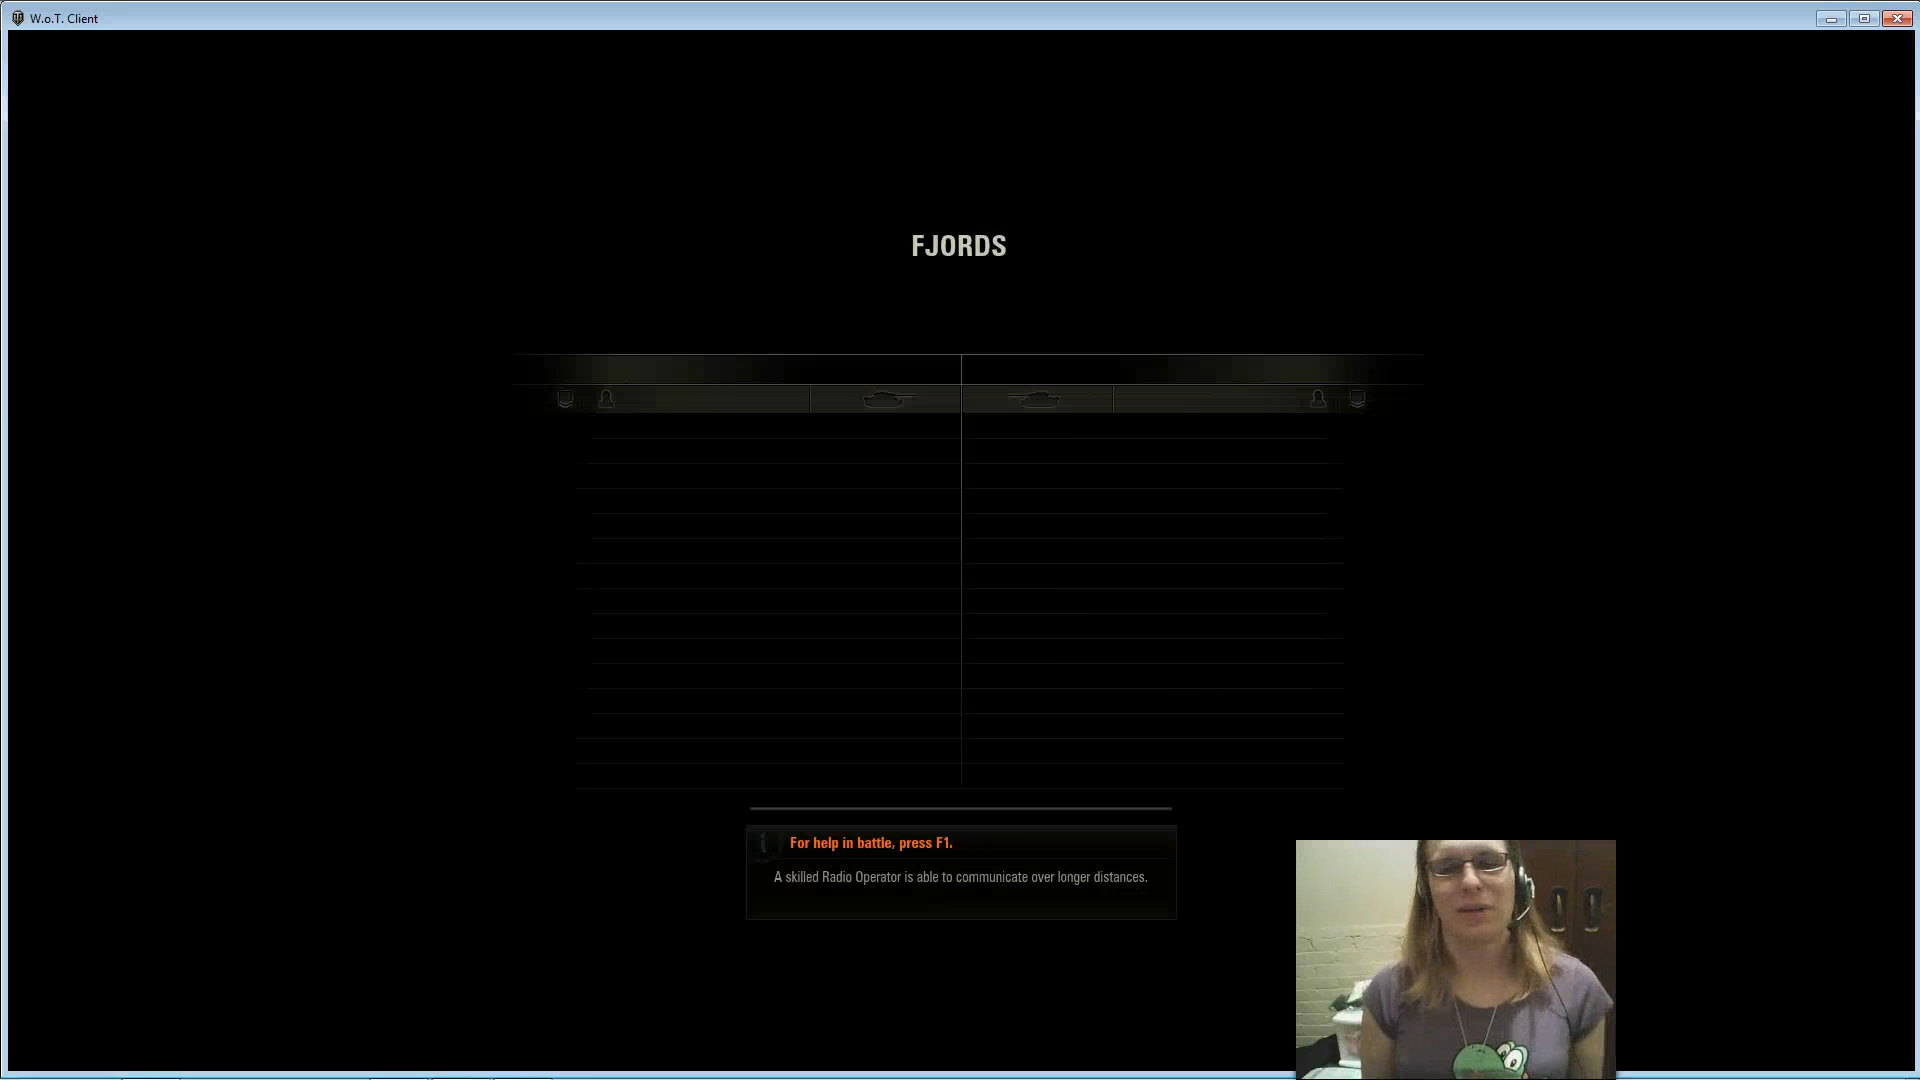 W.o.T. Client
FJORDS
For help in battle, press F1.
A skilled Radio Operator is able to communicate over longer distances.